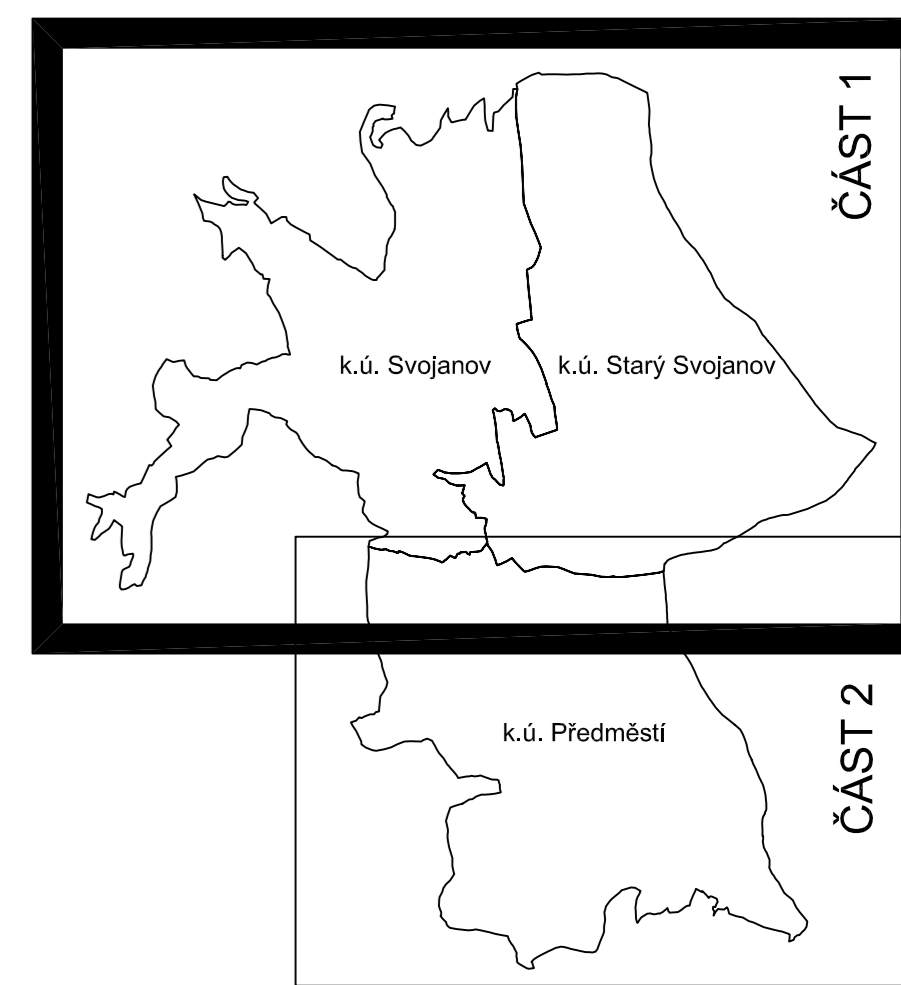 ČÁST 1
k.ú. Svojanov
k.ú. Starý Svojanov
ČÁST 2
k.ú. Předměstí